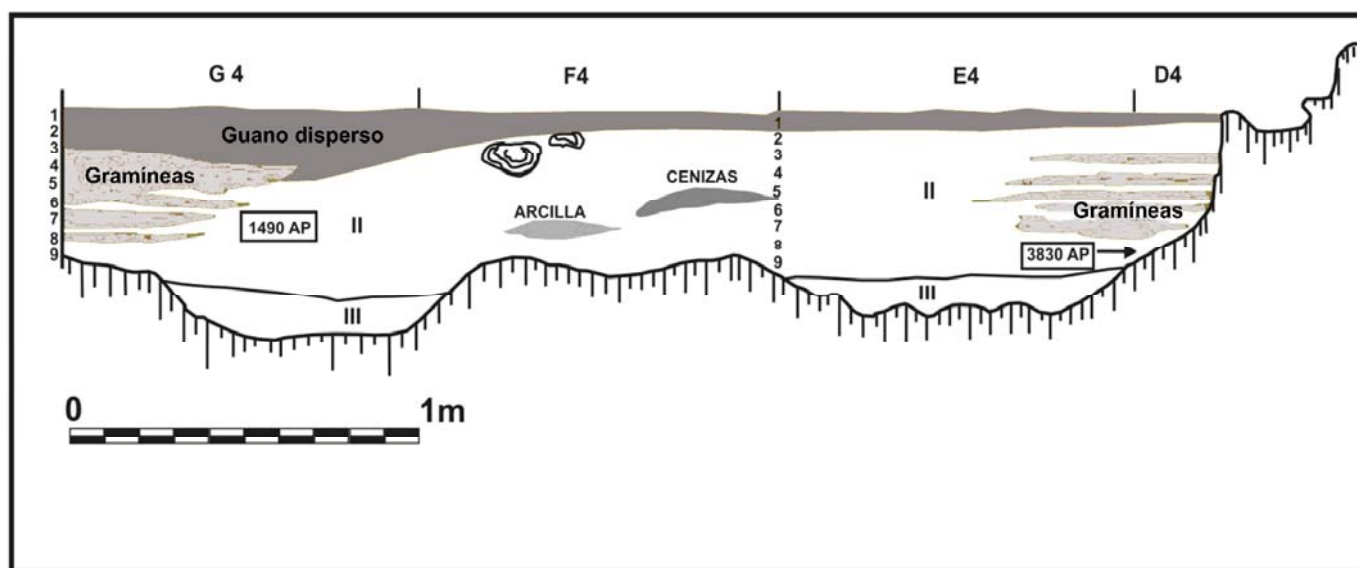 G 4 F4 E4 D4
1
2
3
4
5
6
7
8
9
Guano disperso
Gramíneas
1490 AP
II
CENIZAS
ARCILLA
1
2
3
4
5
6
7
8
9
II
Gramíneas
3830 AP
III
III
0 1m